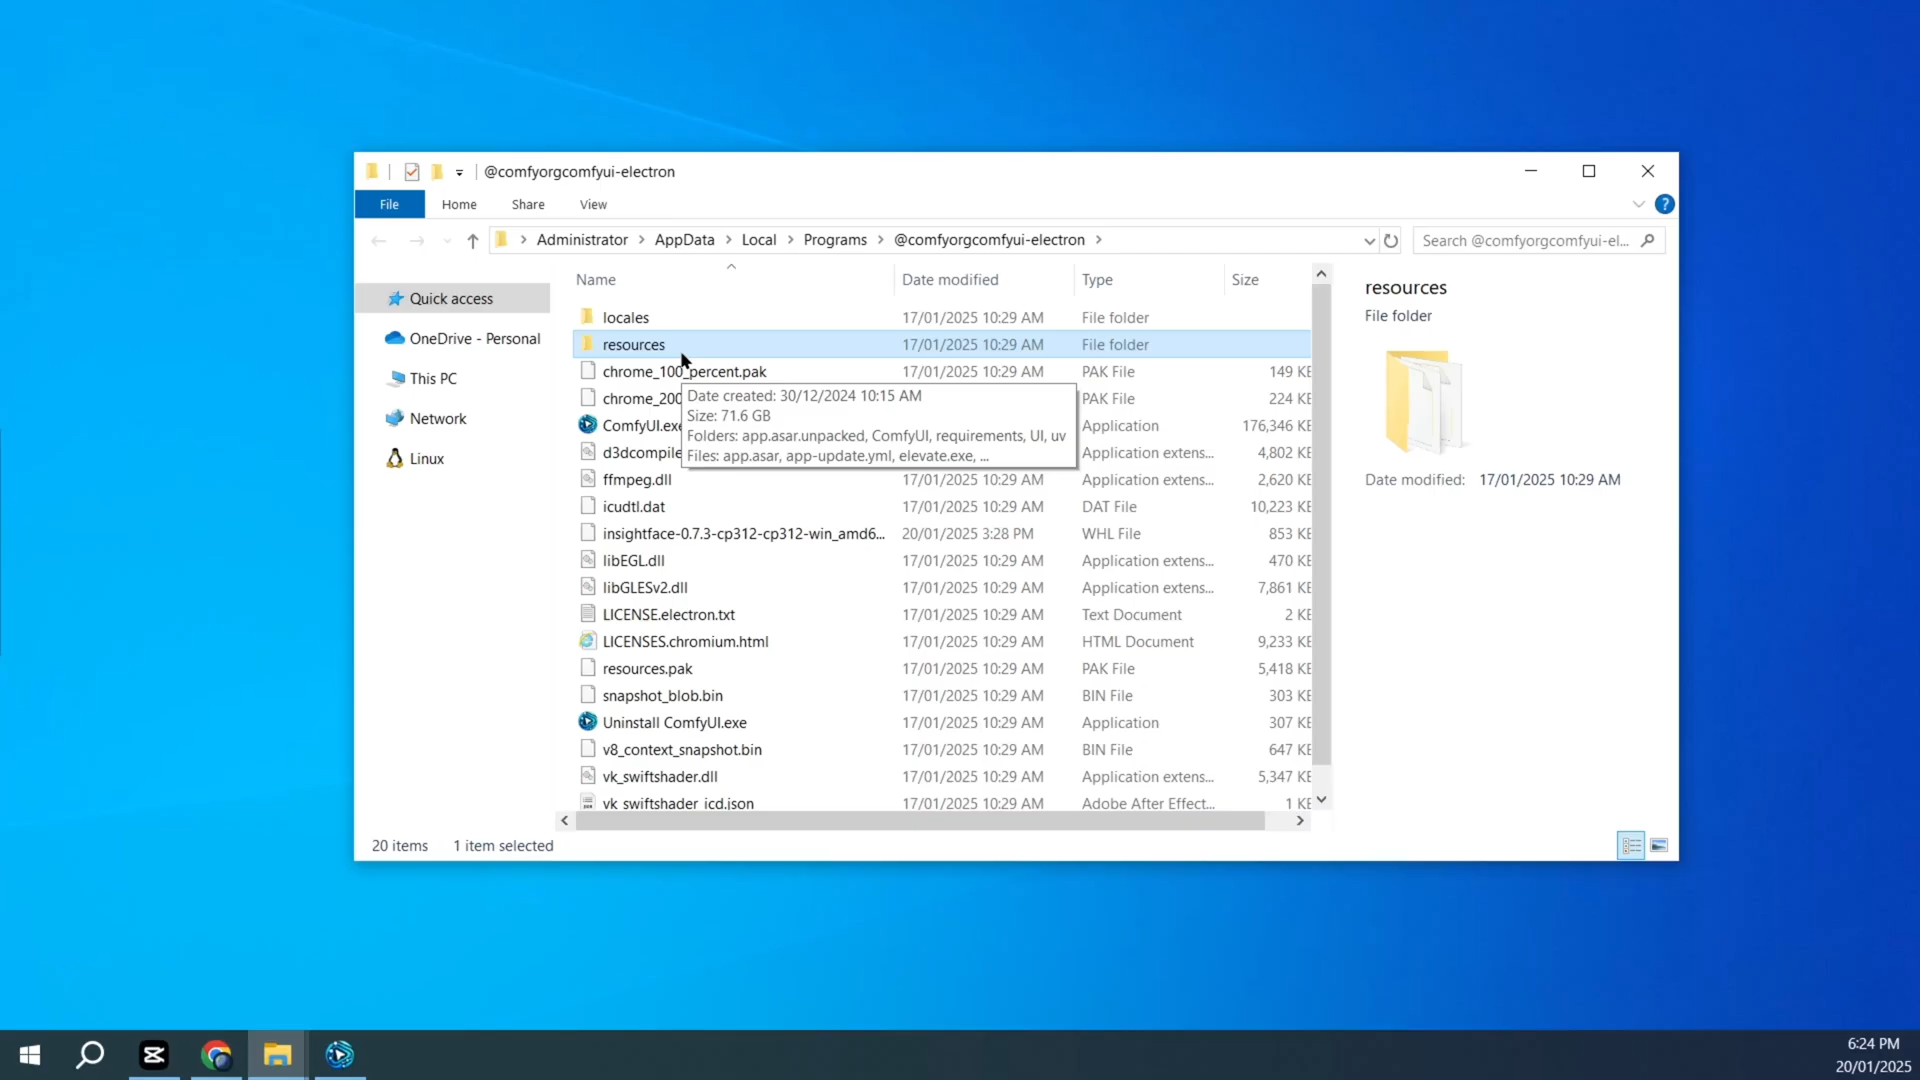 @comfyorgcomfyui-electron
File Home Share View
Administrator AppData Local Programs @comfyorgcomfyui-electron
Search @comfyorgcomfyui-el...
Quick access
OneDrive - Personal
This PC
Network
Linux
Name Date modified Type Size
locales 17/01/2025 10:29 AM File folder
resources 17/01/2025 10:29 AM File folder
chrome_100_percent.pak 17/01/2025 10:29 AM PAK File 149 KB
chrome_200 PAK File 224 KB
ComfyUI.exe Application 176,346 KB
d3dcompile Application extens... 4,802 KB
ffmpeg.dll 17/01/2025 10:29 AM Application extens... 2,620 KB
icudtl.dat 17/01/2025 10:29 AM DAT File 10,223 KB
insightface-0.7.3-cp312-cp312-win_amd6... 20/01/2025 3:28 PM WHL File 853 KB
libEGL.dll 17/01/2025 10:29 AM Application extens... 470 KB
libGLESv2.dll 17/01/2025 10:29 AM Application extens... 7,861 KB
LICENSE.electron.txt 17/01/2025 10:29 AM Text Document 2 KB
LICENSES.chromium.html 17/01/2025 10:29 AM HTML Document 9,233 KB
resources.pak 17/01/2025 10:29 AM PAK File 5,418 KB
snapshot_blob.bin 17/01/2025 10:29 AM BIN File 303 KB
Uninstall ComfyUI.exe 17/01/2025 10:29 AM Application 307 KB
v8_context_snapshot.bin 17/01/2025 10:29 AM BIN File 647 KB
vk_swiftshader.dll 17/01/2025 10:29 AM Application extens... 5,347 KB
vk_swiftshader_icd.json 17/01/2025 10:29 AM Adobe After Effect... 1 KB
Date created: 30/12/2024 10:15 AM
Size: 71.6 GB
Folders: app.asar.unpacked, ComfyUI, requirements, UI, uv
Files: app.asar, app-update.yml, elevate.exe, ...
resources
File folder
Date modified: 17/01/2025 10:29 AM
20 items 1 item selected
6:24 PM
20/01/2025